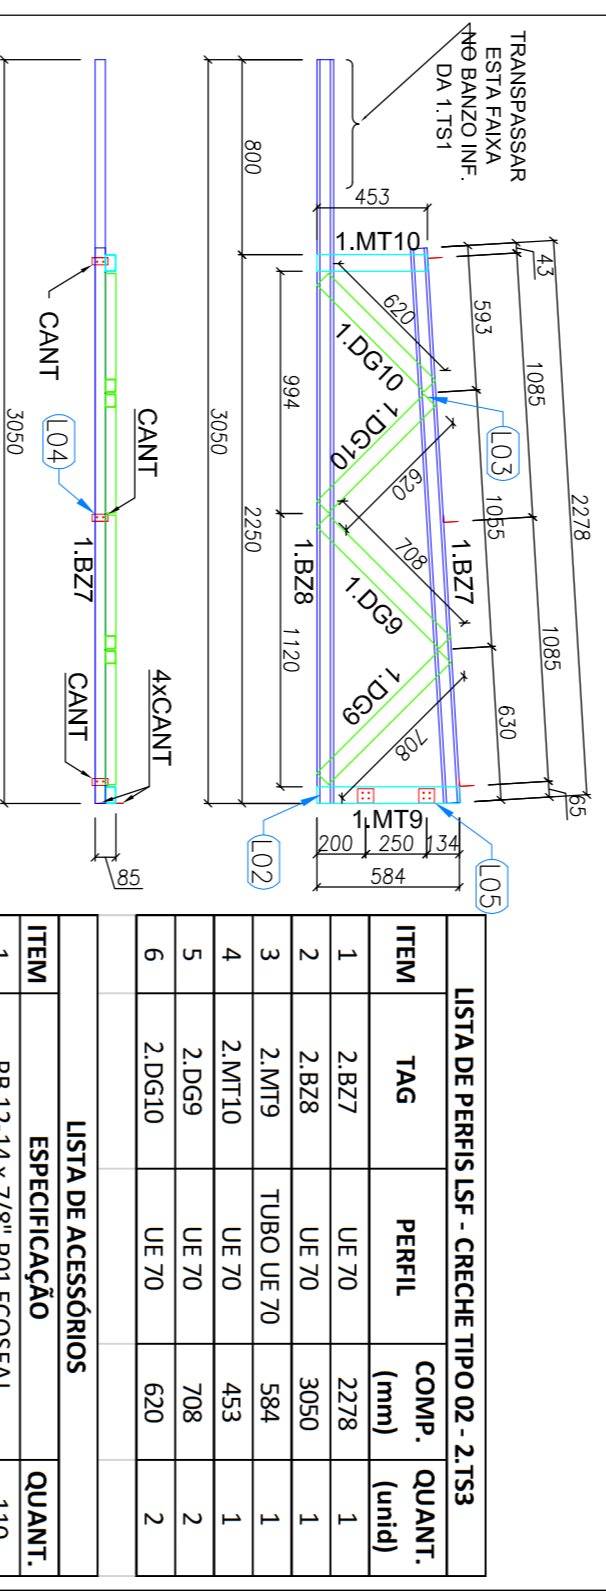 TRANSPASSAR
ESTA FAIXA
NO BANZO INF.
DA 1.TS1
43
593
1085
2278
1055
1085
630
65
453
1.MT10
620
1.DG10
1.DG10
620
L03
708
1.DG9
1.DG9
708
1.BZ7
1.BZ8
800
994
1120
3050
2250
1.MT9
200
250
134
584
L02
L05
CANT
L04
CANT
1.BZ7
CANT
4xCANT
85
3050
LISTA DE PERFIS LSF - CRECHE TIPO 02 - 2.TS3
ITEM TAG PERFIL COMP. (mm) QUANT. (unid)
1 2.BZ7 UE 70 2278 1
2 2.BZ8 UE 70 3050 1
3 2.MT9 TUBO UE 70 584 1
4 2.MT10 UE 70 453 1
5 2.DG9 UE 70 708 2
6 2.DG10 UE 70 620 2
LISTA DE ACESSÓRIOS
ITEM ESPECIFICAÇÃO QUANT.